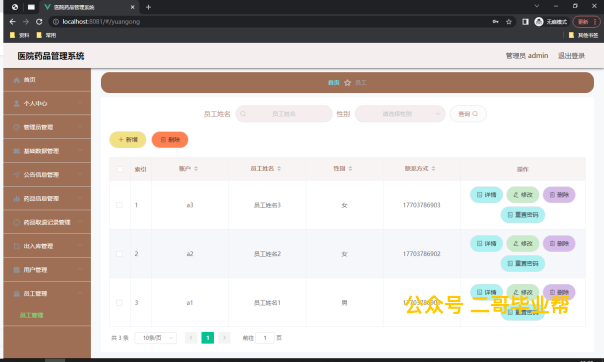 医院药品管理系统
localhost:8081/#/yuangong
无痕模式
更新
资料
常用
其他书签
医院药品管理系统
管理员 admin
退出登录
首页
个人中心
管理员管理
基础数据管理
公告信息管理
药品信息管理
药品取退记录管理
出入库管理
用户管理
员工管理
员工管理
首页 员工
员工姓名 员工姓名 性别 请选择性别 查询
+ 新增 删除
索引 账户 员工姓名 性别 联系方式 操作
1 a3 员工姓名3 女 17703786903 详情 修改 删除
重置密码
2 a2 员工姓名2 女 17703786902 详情 修改 删除
重置密码
3 a1 员工姓名1 男 详情 修改 删除
重置密码
公众号 二哥毕业帮
共 3 条 10条/页 1 前往 1 页